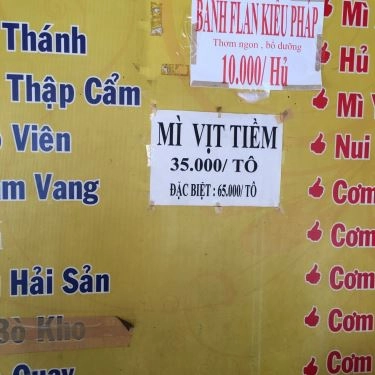 Thánh
Thập Cẩm
Viên
Vang
Hải Sản
Bò Kho
Quay
BÁNH FLAN KIỂU PHÁP
Thơm ngon , bổ dưỡng
10.000/ Hủ
MÌ VỊT TIỀM
35.000/ TÔ
ĐẶC BIỆT : 65.000/ TÔ
Mì
Hủ
Mì
Nui
Cơm
Cơm
Cơm
Cơm
Cơm